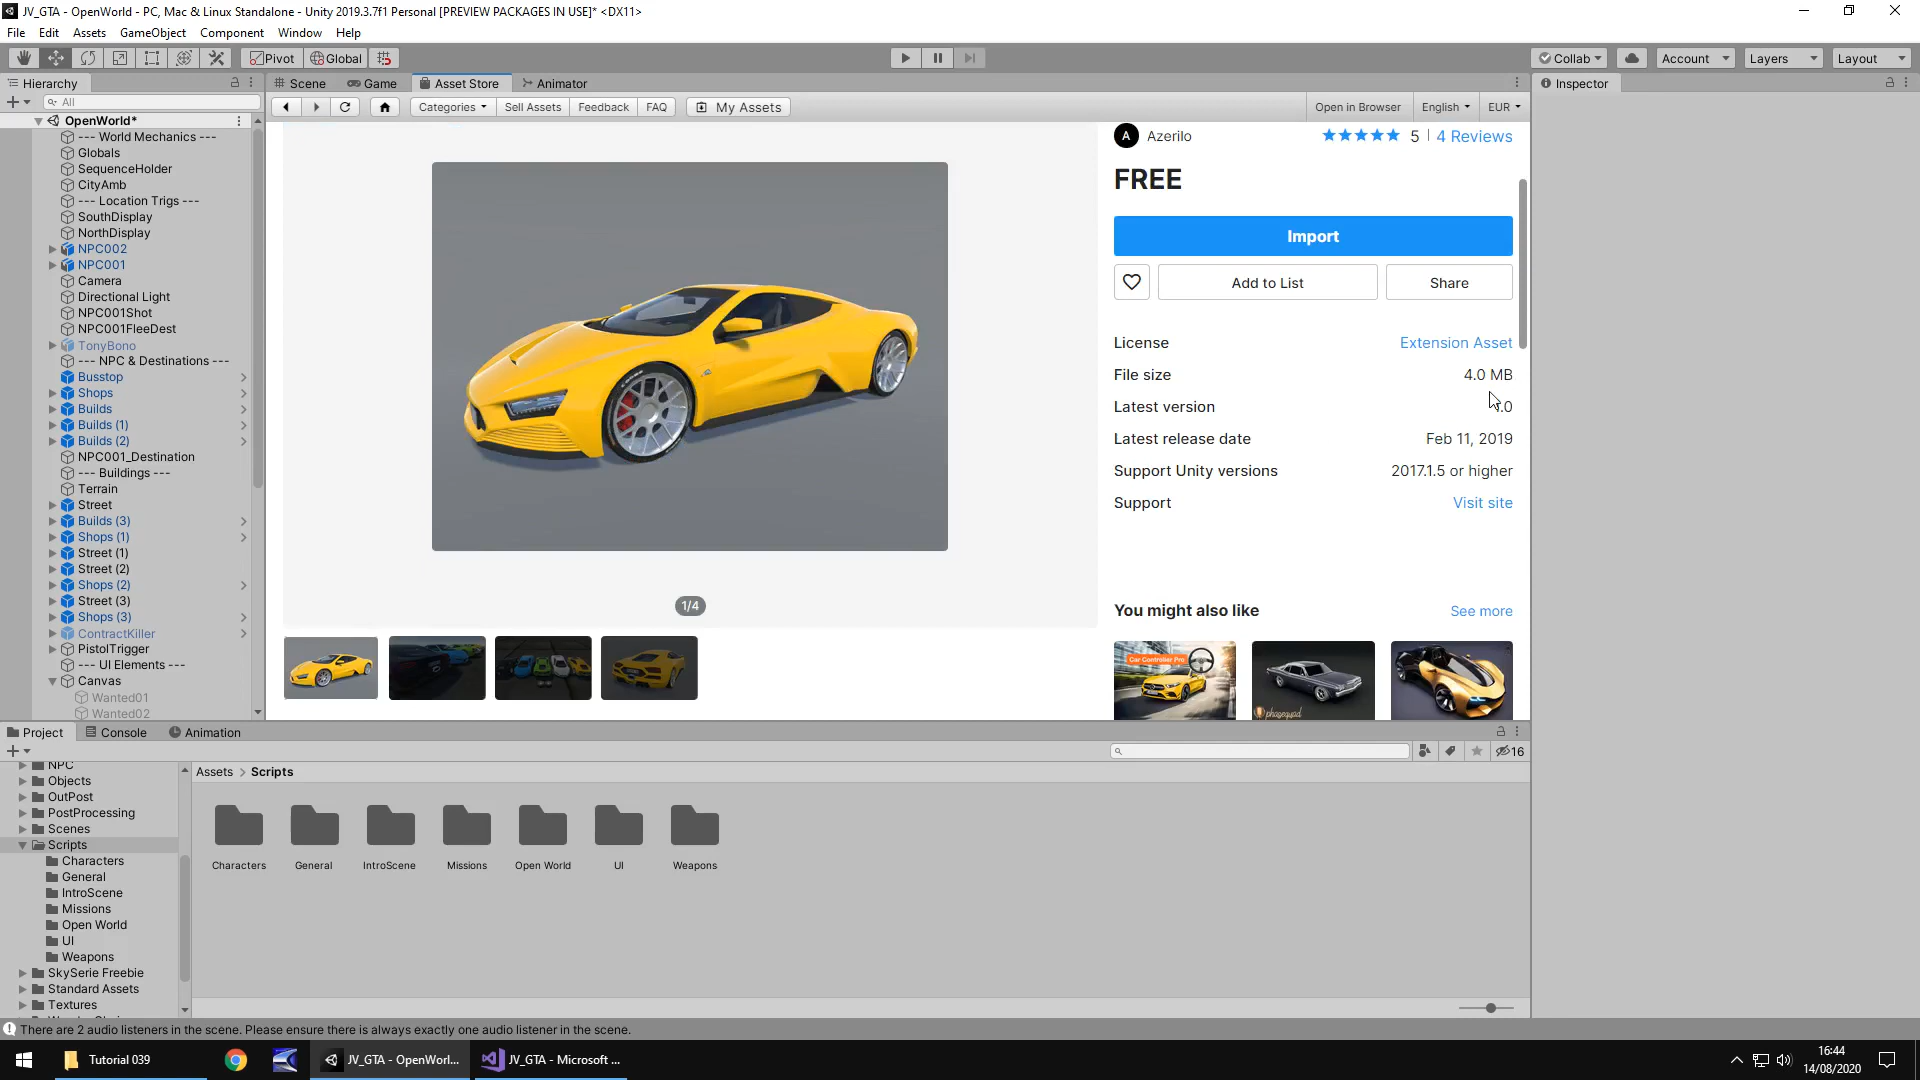 JV_GTA - OpenWorld - PC, Mac & Linux Standalone - Unity 2019.3.7f1 Personal [PREVIEW PACKAGES IN USE]* <DX11>
File Edit Assets GameObject Component Window Help
Pivot Global Collab Account Layers Layout
Hierarchy Scene Game Asset Store Animator Inspector
All Categories Sell Assets Feedback FAQ My Assets Open in Browser English EUR
OpenWorld*
--- World Mechanics ---
Globals
SequenceHolder
CityAmb
--- Location Trigs ---
SouthDisplay
NorthDisplay
NPC002
NPC001
Camera
Directional Light
NPC001Shot
NPC001FleeDest
TonyBono
--- NPC & Destinations ---
Busstop
Shops
Builds
Builds (1)
Builds (2)
NPC001_Destination
--- Buildings ---
Terrain
Street
Builds (3)
Shops (1)
Street (1)
Street (2)
Shops (2)
Street (3)
Shops (3)
ContractKiller
PistolTrigger
--- UI Elements ---
Canvas
Wanted01
Wanted02
1/4
A Azerilo 5 4 Reviews
FREE
Import
Add to List Share
License Extension Asset
File size 4.0 MB
Latest version
Latest release date Feb 11, 2019
Support Unity versions 2017.1.5 or higher
Support Visit site
You might also like See more
Car Controller Pro
phasequad
Project Console Animation
16
NPC
Objects
OutPost
PostProcessing
Scenes
Scripts
Characters
General
IntroScene
Missions
Open World
UI
Weapons
SkySerie Freebie
Standard Assets
Textures
Assets > Scripts
Characters General IntroScene Missions Open World UI Weapons
There are 2 audio listeners in the scene. Please ensure there is always exactly one audio listener in the scene.
Tutorial 039 JV_GTA - OpenWorl... JV_GTA - Microsoft ...
16:44
14/08/2020